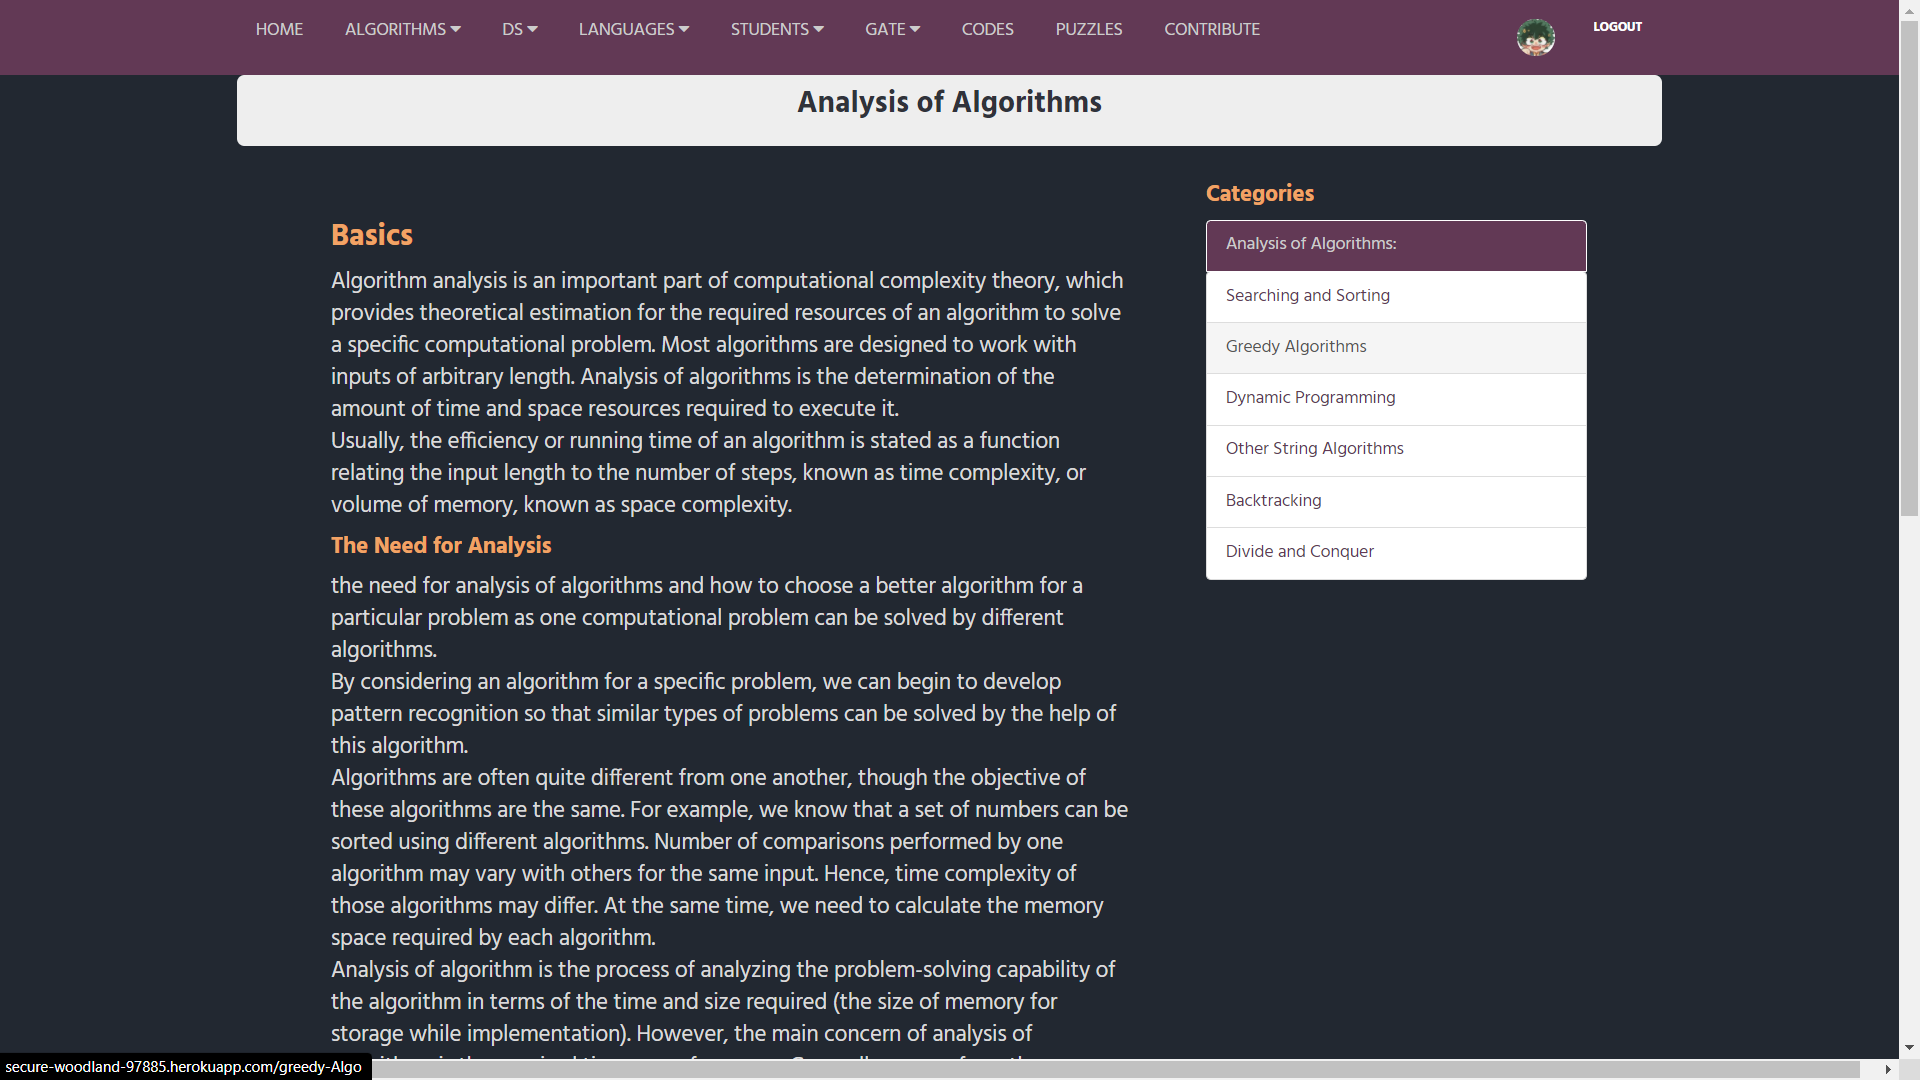 HOME ALGORITHMS DS LANGUAGES STUDENTS GATE CODES PUZZLES CONTRIBUTE LOGOUT
Analysis of Algorithms
Basics
Algorithm analysis is an important part of computational complexity theory, which
provides theoretical estimation for the required resources of an algorithm to solve
a specific computational problem. Most algorithms are designed to work with
inputs of arbitrary length. Analysis of algorithms is the determination of the
amount of time and space resources required to execute it.
Usually, the efficiency or running time of an algorithm is stated as a function
relating the input length to the number of steps, known as time complexity, or
volume of memory, known as space complexity.
The Need for Analysis
the need for analysis of algorithms and how to choose a better algorithm for a
particular problem as one computational problem can be solved by different
algorithms.
By considering an algorithm for a specific problem, we can begin to develop
pattern recognition so that similar types of problems can be solved by the help of
this algorithm.
Algorithms are often quite different from one another, though the objective of
these algorithms are the same. For example, we know that a set of numbers can be
sorted using different algorithms. Number of comparisons performed by one
algorithm may vary with others for the same input. Hence, time complexity of
those algorithms may differ. At the same time, we need to calculate the memory
space required by each algorithm.
Analysis of algorithm is the process of analyzing the problem-solving capability of
the algorithm in terms of the time and size required (the size of memory for
storage while implementation). However, the main concern of analysis of
Categories
Analysis of Algorithms:
Searching and Sorting
Greedy Algorithms
Dynamic Programming
Other String Algorithms
Backtracking
Divide and Conquer
secure-woodland-97885.herokuapp.com/greedy-Algo